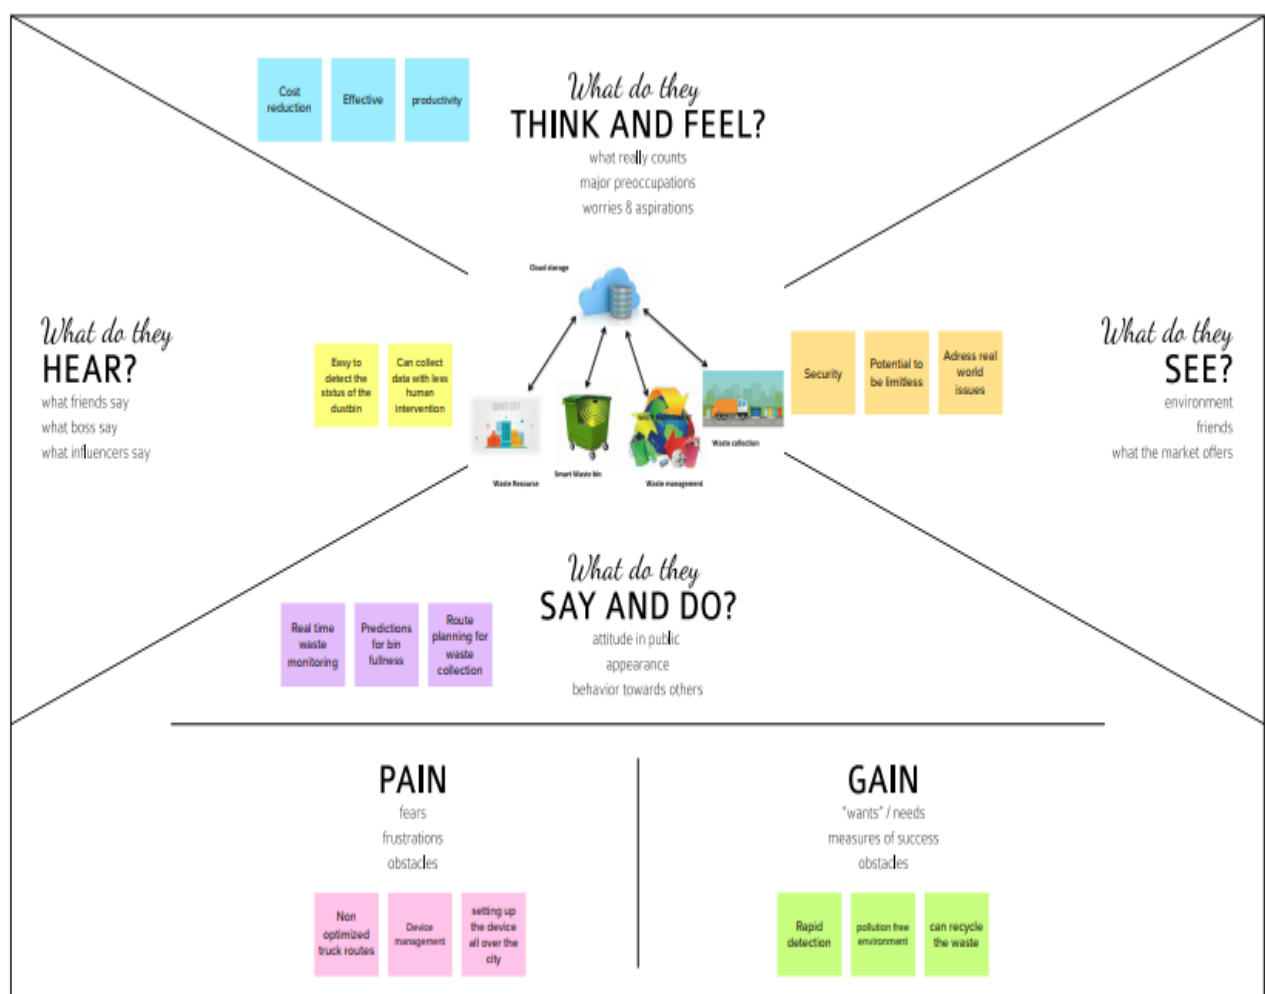 Cost
reduction
Effective
productivity
What do they
THINK AND FEEL?
what really counts
major preoccupations
worries & aspirations
What do they
HEAR?
what friends say
what boss say
what influencers say
Easy to
detect the
status of the
dustbin
Can collect
data with less
human
intervention
Cloud storage
SMART CITY
Waste Resource
Smart Waste bin
Waste management
Waste collection
Security
Potential to
be limitless
Adress real
world
issues
What do they
SEE?
environment
friends
what the market offers
What do they
SAY AND DO?
attitude in public
appearance
behavior towards others
Real time
waste
monitoring
Predictions
for bin
fullness
Route
planning for
waste
collection
PAIN
fears
frustrations
obstacles
Non
optimized
truck routes
Device
management
setting up
the device
all over the
city
GAIN
"wants" / needs
measures of success
obstacles
Rapid
detection
pollution free
environment
can recycle
the waste